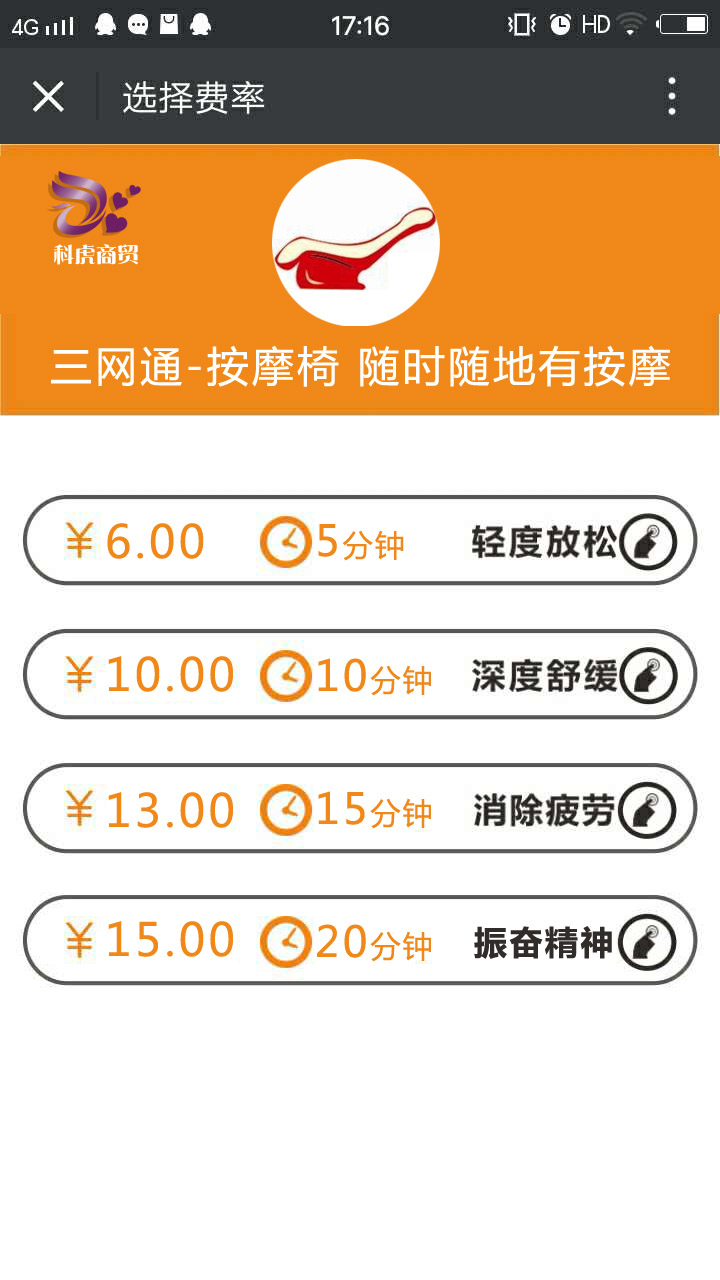 4G 17:16 HD
选择费率
科虎商贸
三网通-按摩椅 随时随地有按摩
￥6.00 5分钟 轻度放松
￥10.00 10分钟 深度舒缓
￥13.00 15分钟 消除疲劳
￥15.00 20分钟 振奋精神